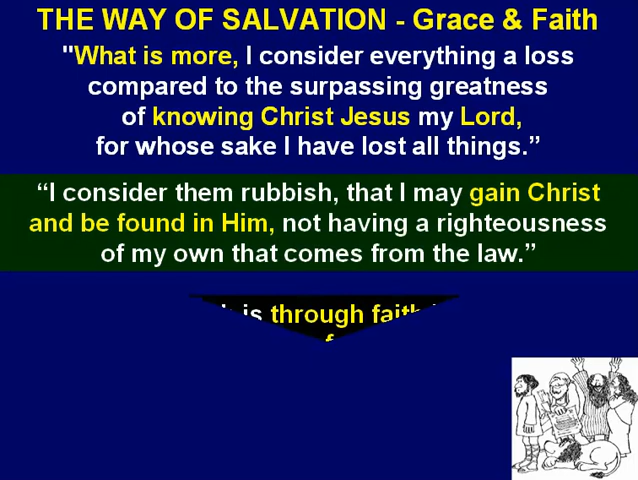 THE WAY OF SALVATION - Grace & Faith
"What is more, I consider everything a loss
compared to the surpassing greatness
of knowing Christ Jesus my Lord,
for whose sake I have lost all things.”
“I consider them rubbish, that I may gain Christ
and be found in Him, not having a righteousness
of my own that comes from the law.”
is through faith